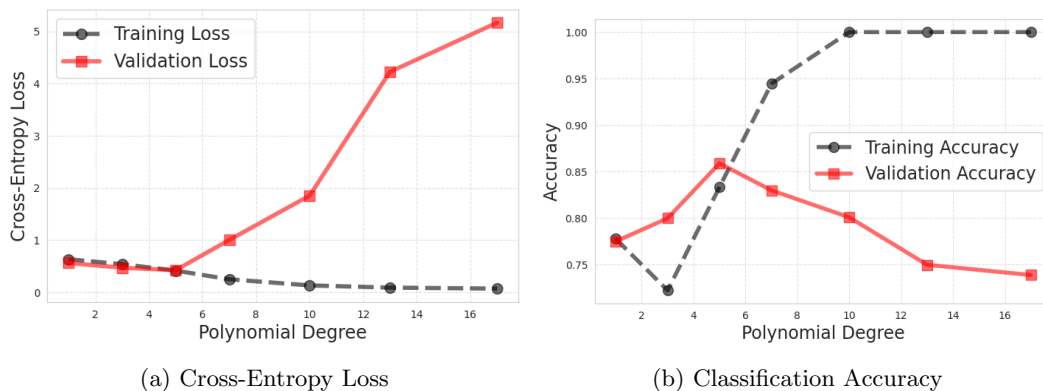 Training Loss
Validation Loss
Cross-Entropy Loss
5
4
3
2
1
0
2 4 6 8 10 12 14 16
Polynomial Degree
(a) Cross-Entropy Loss
Training Accuracy
Validation Accuracy
Accuracy
1.00
0.95
0.90
0.85
0.80
0.75
2 4 6 8 10 12 14 16
Polynomial Degree
(b) Classification Accuracy